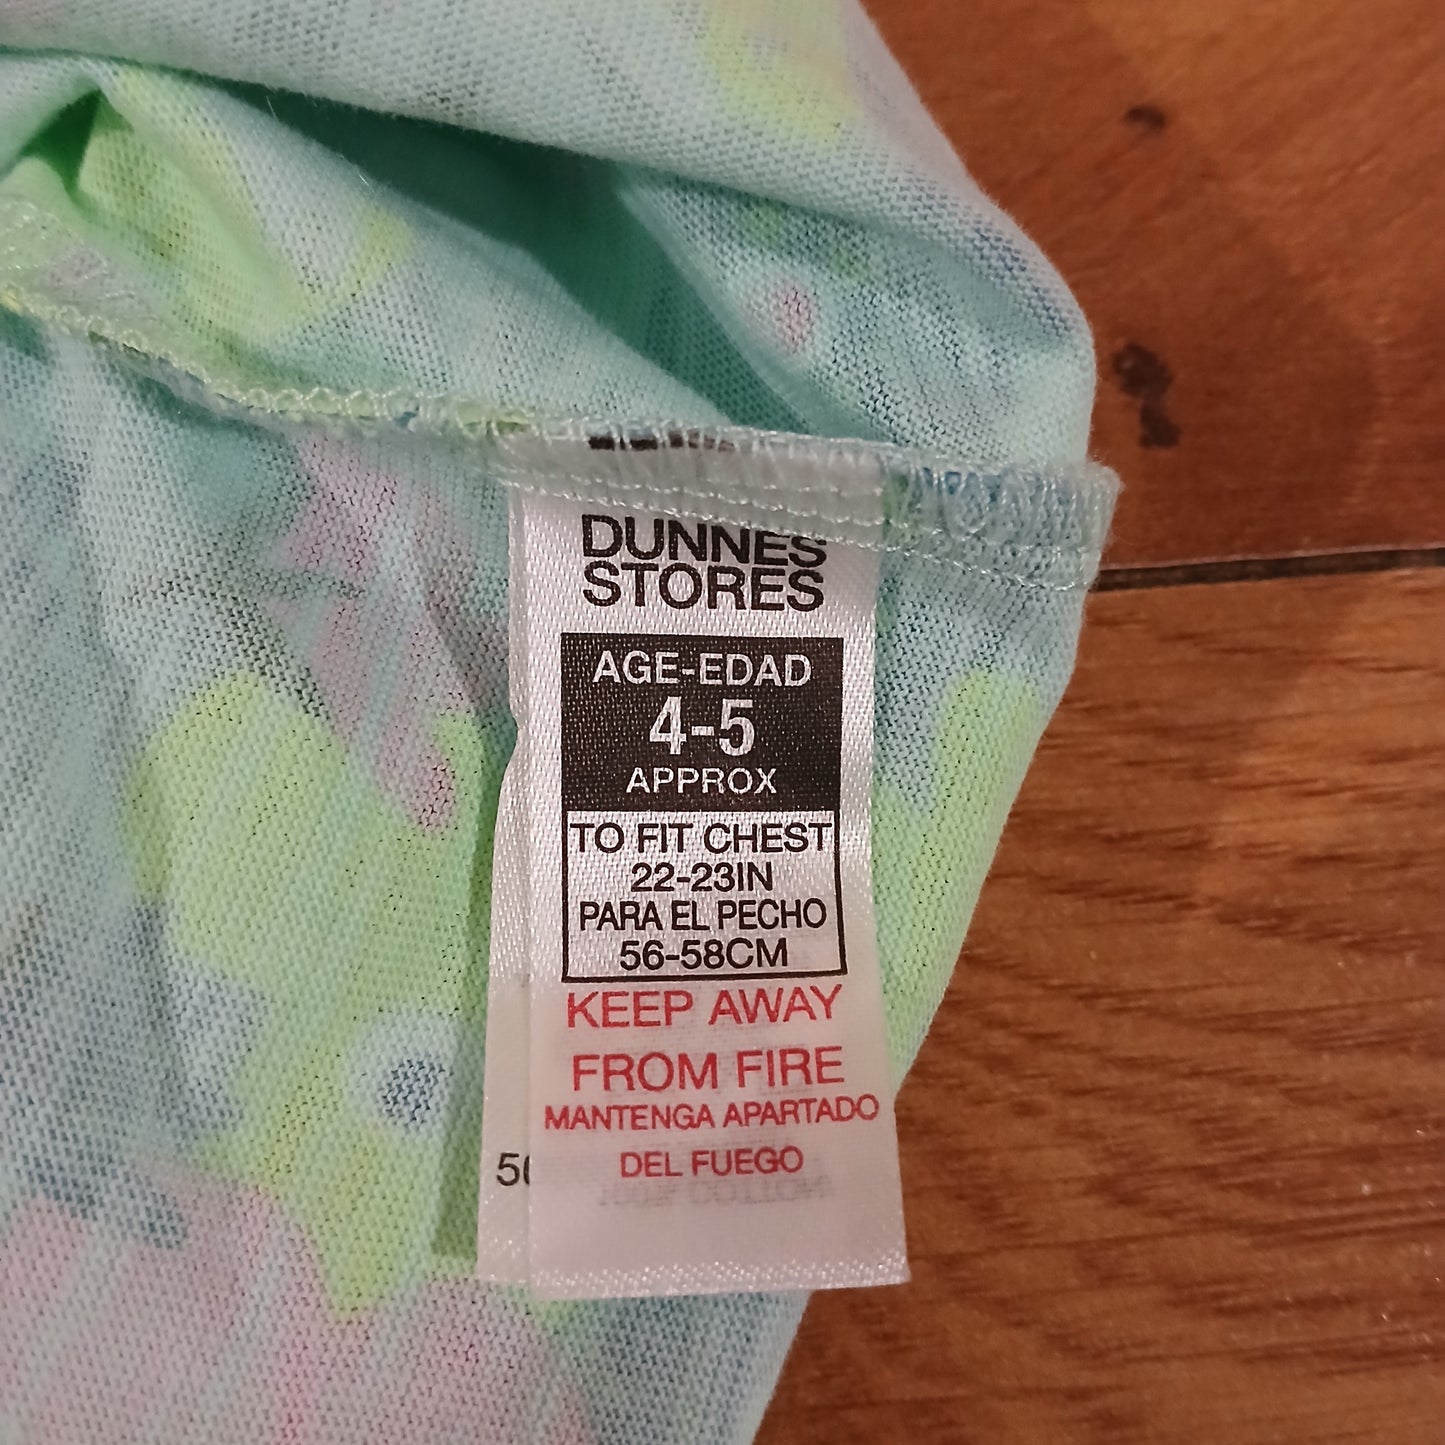 DUNNES
STORES
AGE-EDAD
4-5
APPROX
TO FIT CHEST
22-23IN
PARA EL PECHO
56-58CM
KEEP AWAY
FROM FIRE
MANTENGA APARTADO
DEL FUEGO